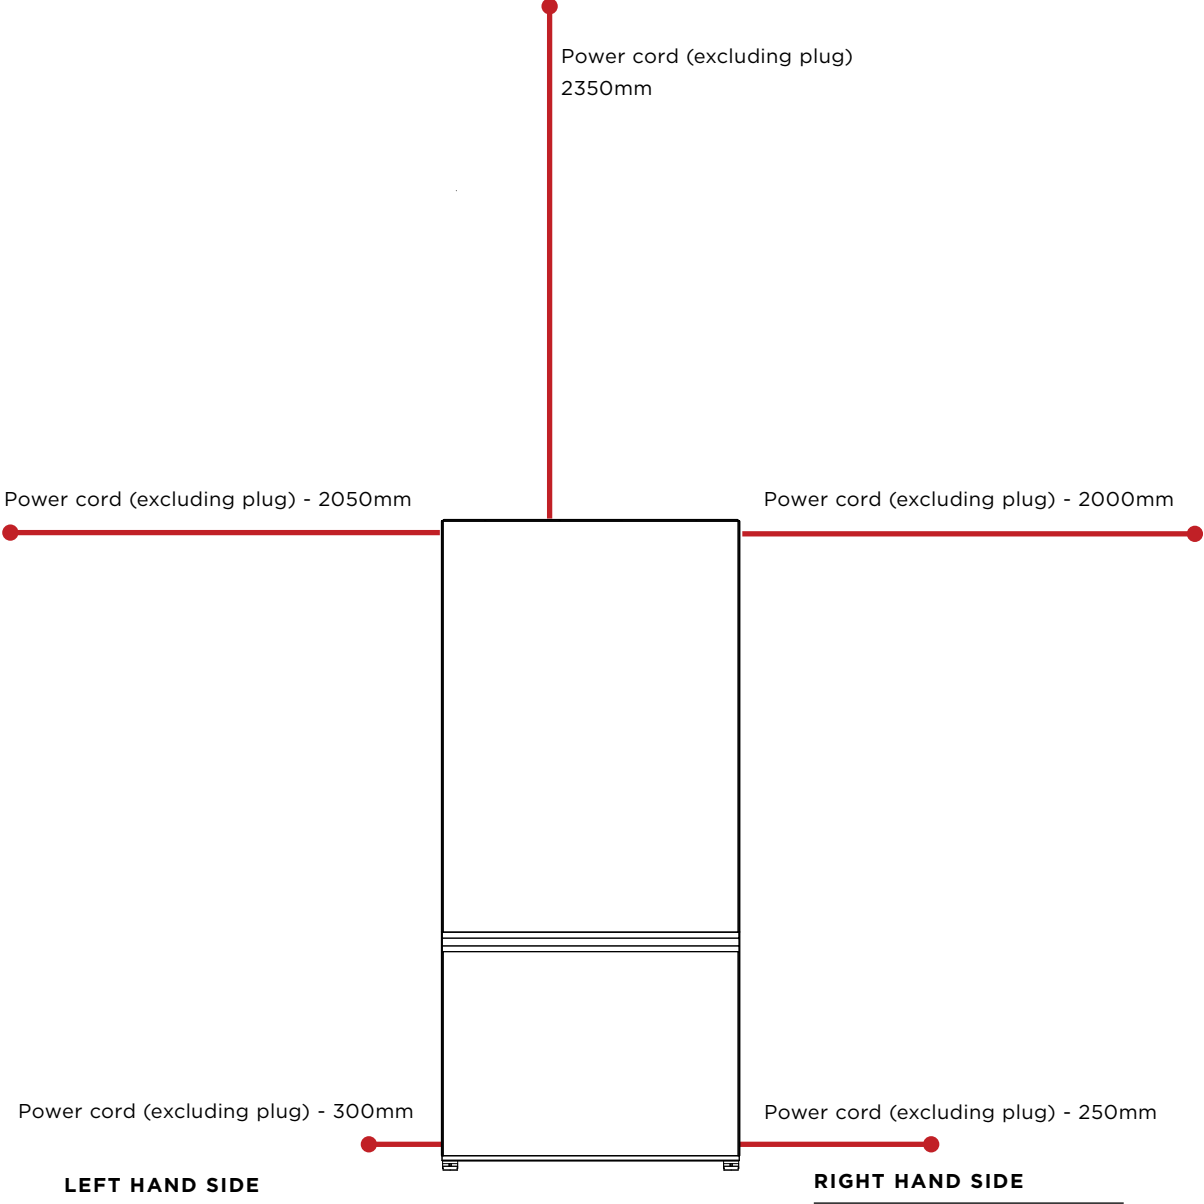 Power cord (excluding plug)
2350mm
Power cord (excluding plug) - 2050mm
Power cord (excluding plug) - 2000mm
Power cord (excluding plug) - 300mm
Power cord (excluding plug) - 250mm
LEFT HAND SIDE
RIGHT HAND SIDE